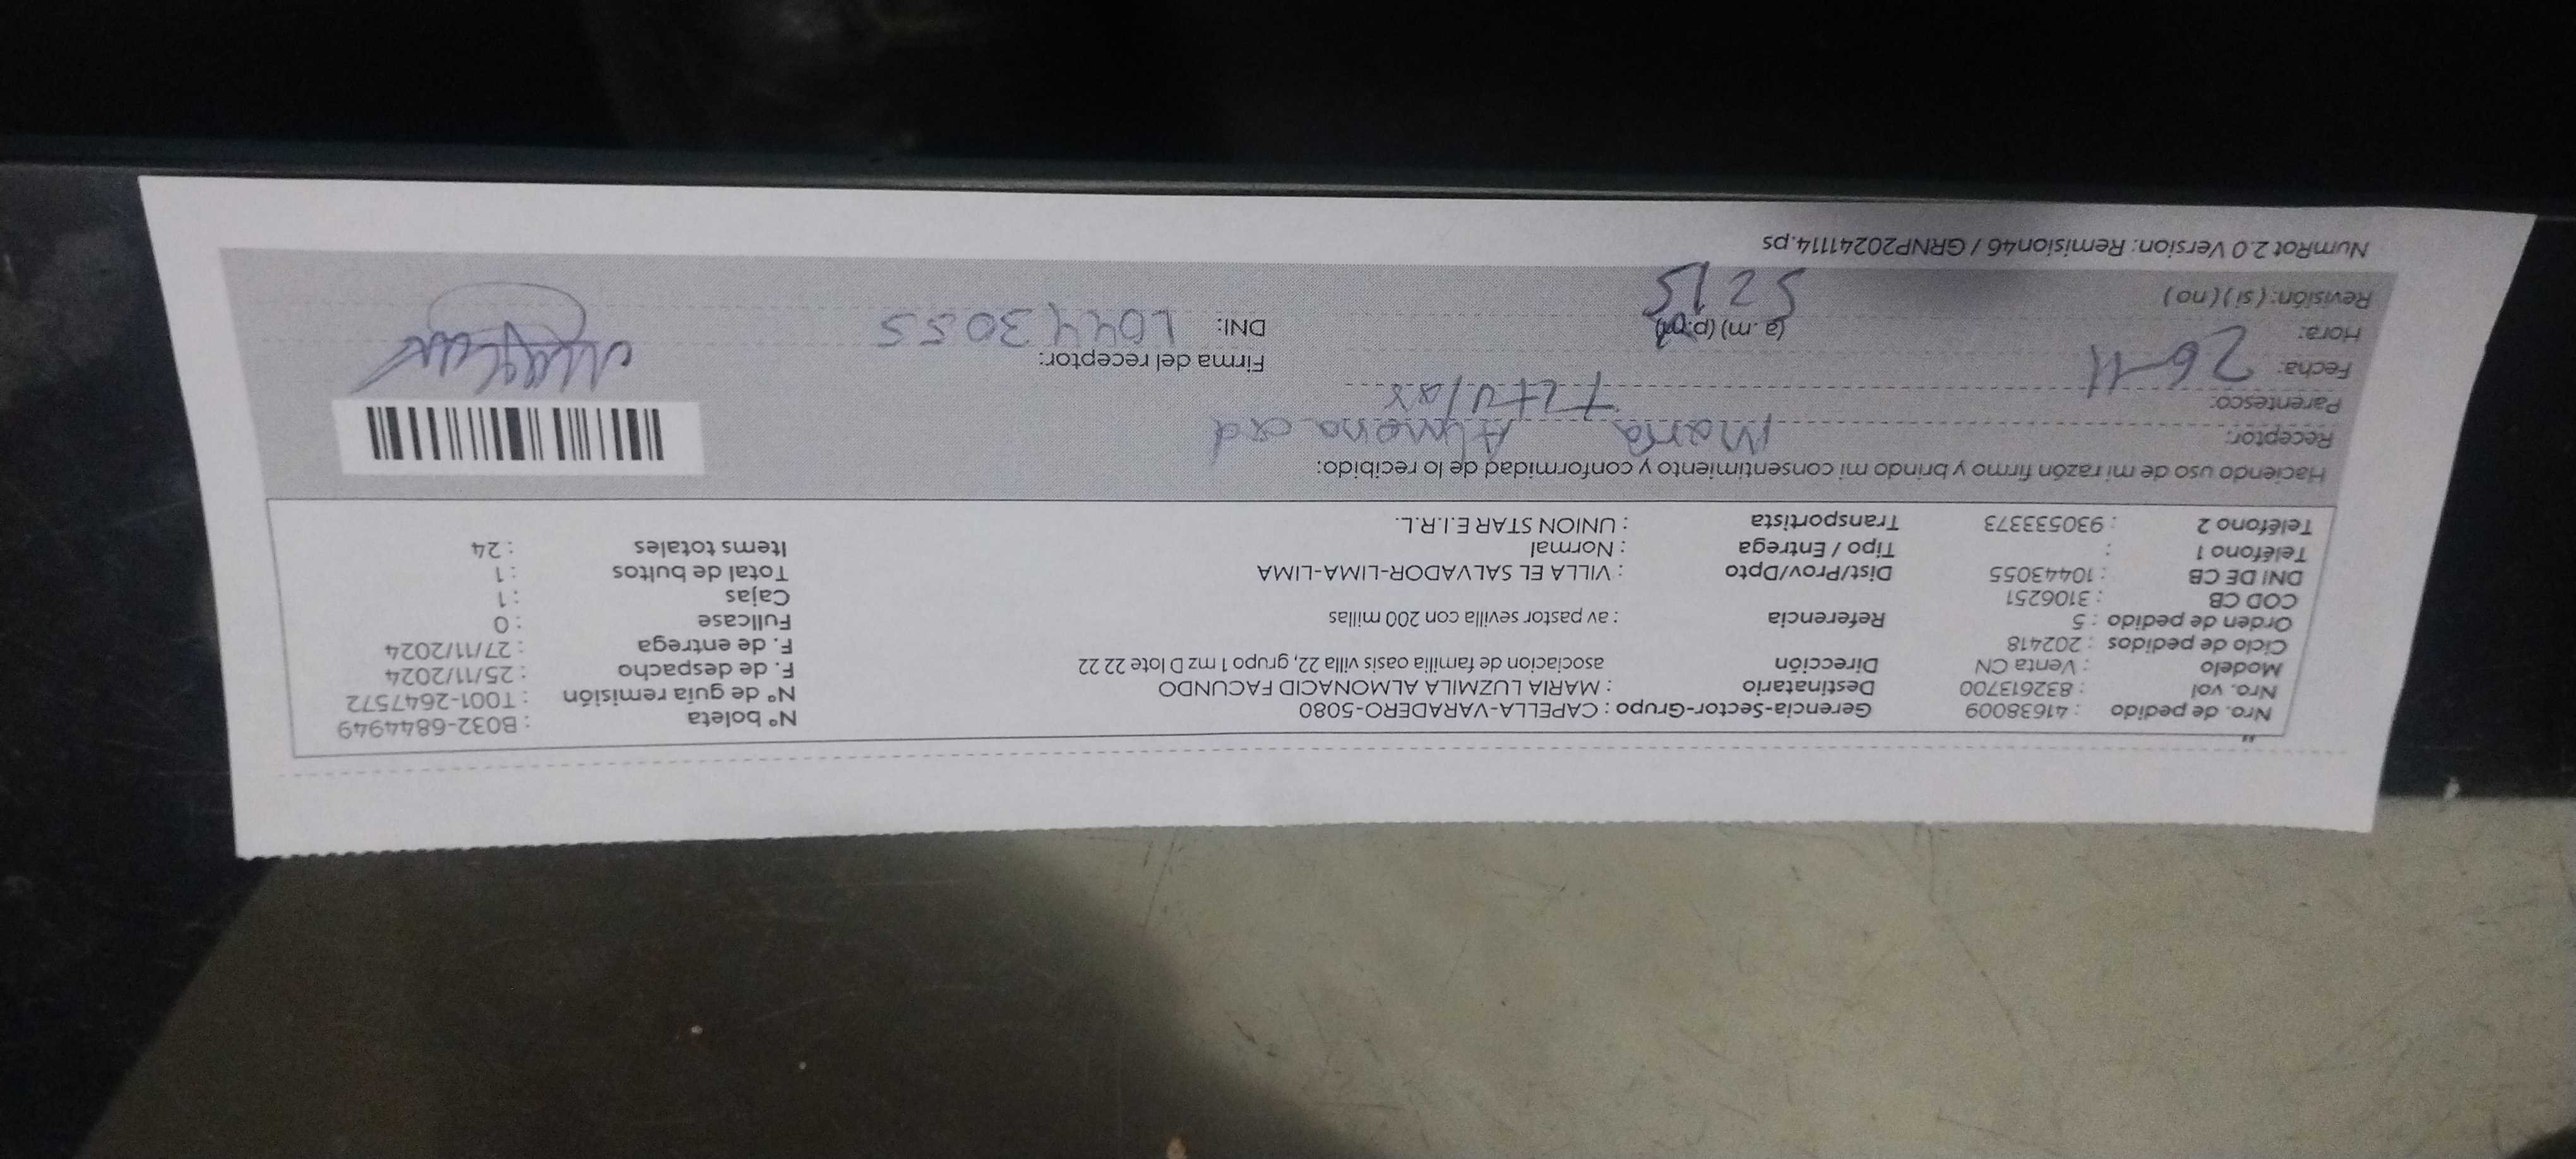 Nro. de pedido : 41638009 Gerencia-Sector-Grupo : CAPELLA-VARADERO-5080 N° boleta : B032-6844949
Nro. vol : 832613700 Destinatario : MARIA LUZMILA ALMONACID FACUNDO N° de guía remisión : T001-2647572
Modelo : Venta CN Dirección asociacion de familia oasis villa 22, grupo 1 mz D lote 22 22 F. de despacho : 25/11/2024
Ciclo de pedidos : 202418 F. de entrega : 27/11/2024
Orden de pedido : 5 Referencia : av pastor sevilla con 200 millas Fullcase : 0
COD CB : 3106251 Cajas : 1
DNI DE CB : 10443055 Dist/Prov/Dpto : VILLA EL SALVADOR-LIMA-LIMA Total de bultos : 1
Teléfono 1 : Tipo / Entrega : Normal Items totales : 24
Teléfono 2 : 930533373 Transportista : UNION STAR E.I.R.L.
Haciendo uso de mi razón firmo y brindo mi consentimiento y conformidad de lo recibido:
Receptor: Maria
Parentesco: Titular
Fecha: 26-11 Firma del receptor:
Hora: (a. m) (p.m) DNI: 10443055
Revisión: ( si ) ( no )
NumRot 2.0 Version: Remision46 / GRNP20241114.ps